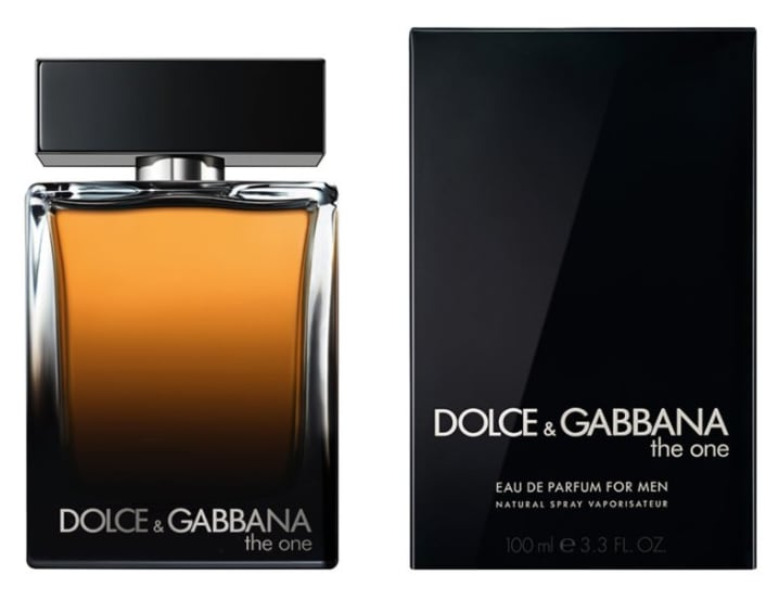 DOLCE & GABBANA
the one
DOLCE & GABBANA
the one
EAU DE PARFUM FOR MEN
NATURAL SPRAY VAPORISATEUR
100 ml e 3.3 FL. OZ.